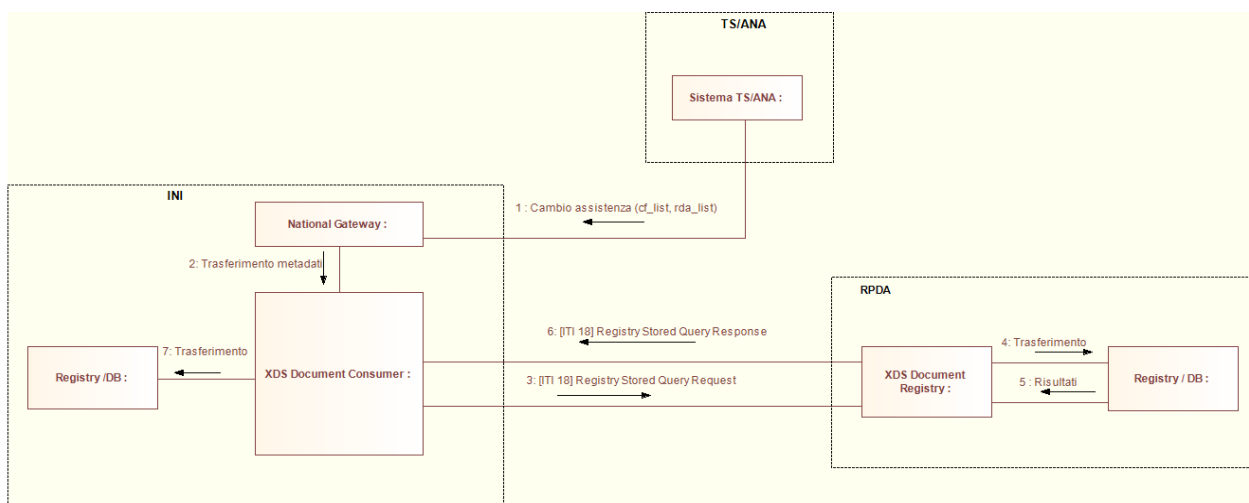 TS/ANA
Sistema TS/ANA :
INI
National Gateway :
1 : Cambio assistenza (cf_list, rda_list)
2: Trasferimento metadati
RPDA
6: [ITI 18] Registry Stored Query Response
4: Trasferimento
7: Trasferimento
Registry /DB :
XDS Document Consumer :
3: [ITI 18] Registry Stored Query Request
XDS Document
Registry :
5 : Risultati
Registry / DB :